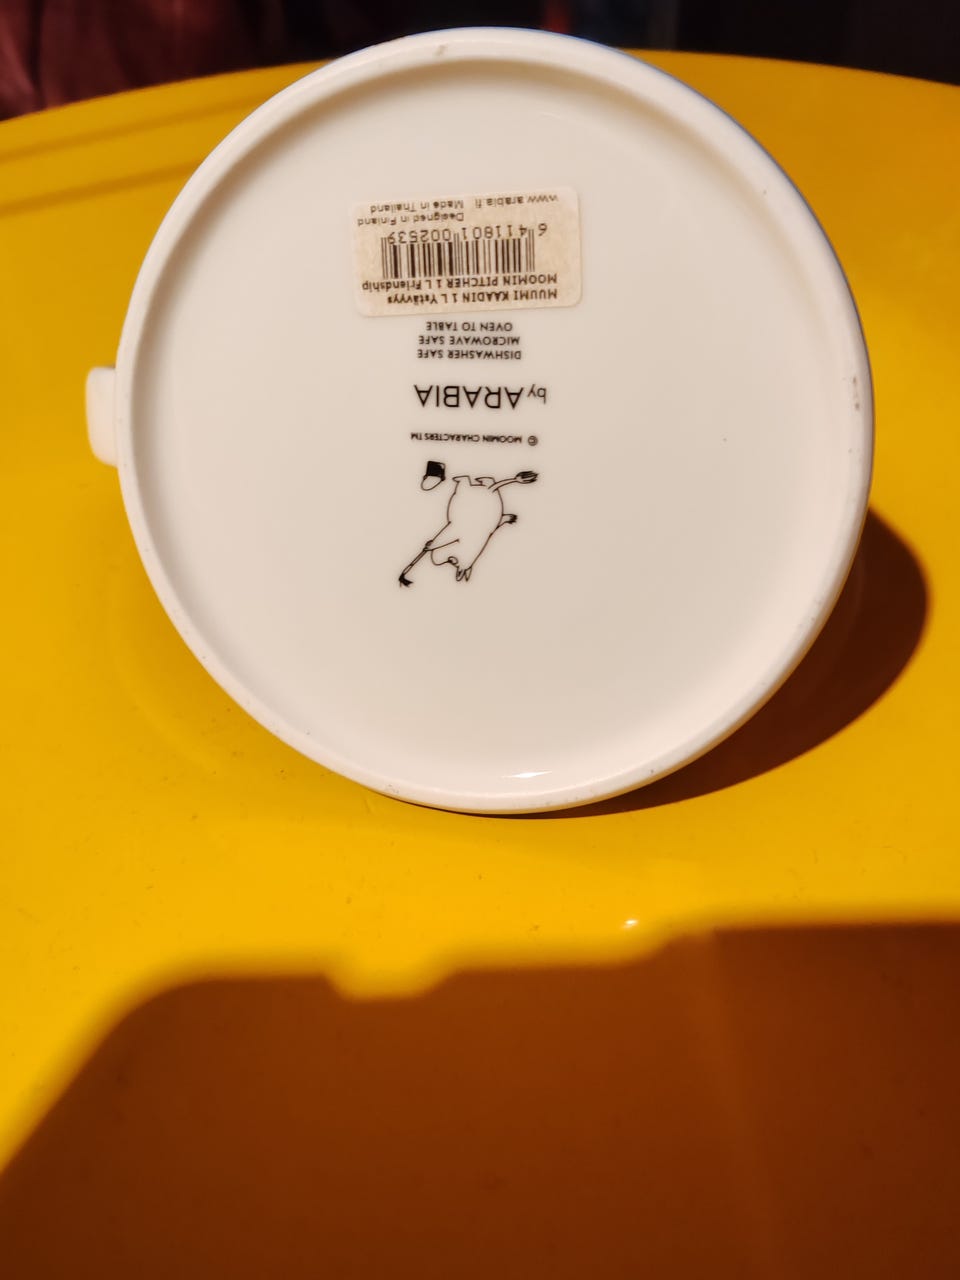 © MOOMIN CHARACTERS TM
by ARABIA
DISHWASHER SAFE
MICROWAVE SAFE
OVEN TO TABLE
MUUMI KAADIN 1 L Ystävyys
MOOMIN PITCHER 1 L Friendship
6 411801 002539
Designed in Finland
www.arabia.fi Made in Thailand